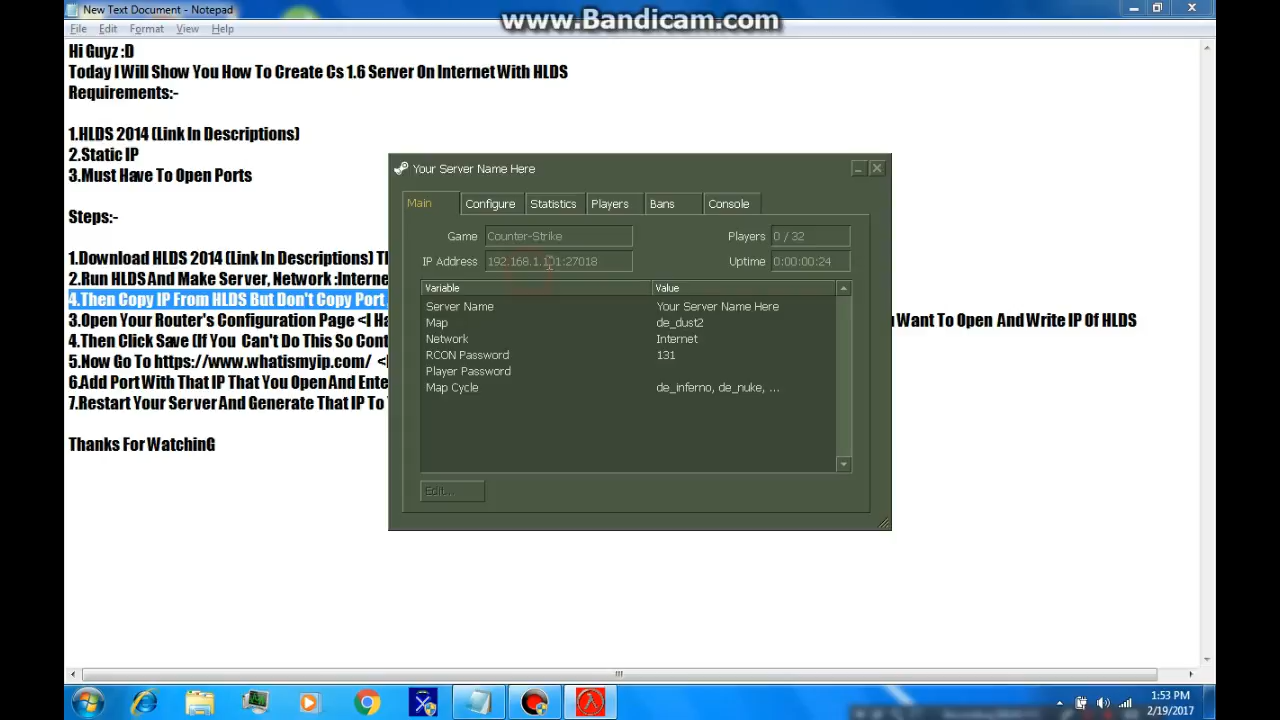 New Text Document - Notepad
www.Bandicam.com
File Edit Format View Help
Hi Guyz :D
Today I Will Show You How To Create Cs 1.6 Server On Internet With HLDS
Requirements:-
1.HLDS 2014 (Link In Descriptions)
2.Static IP
3.Must Have To Open Ports
Steps:-
1.Download HLDS 2014 (Link In Descriptions)
2.Run HLDS And Make Server, Network :Interne
4.Then Copy IP From HLDS But Don't Copy Port
3.Open Your Router's Configuration Page <I Ha
Want To Open And Write IP Of HLDS
4.Then Click Save (If You Can't Do This So Cont
5.Now Go To https://www.whatismyip.com/
6.Add Port With That IP That You Open And Ente
7.Restart Your Server And Generate That IP To
Thanks For WatchinG
Your Server Name Here
Main Configure Statistics Players Bans Console
Game Counter-Strike Players 0 / 32
IP Address 192.168.1.101:27018 Uptime 0:00:00:24
Variable Value
Server Name Your Server Name Here
Map de_dust2
Network Internet
RCON Password 131
Player Password
Map Cycle de_inferno, de_nuke, ...
Edit...
1:53 PM
2/19/2017